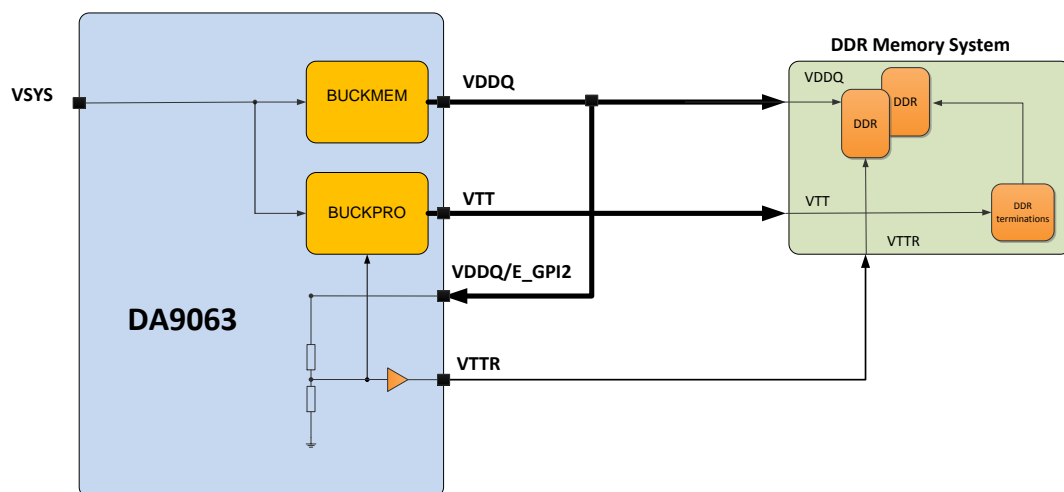 DDR Memory System
VSYS
BUCKMEM
VDDQ
VDDQ
DDR
DDR
BUCKPRO
VTT
VTT
DDR
terminations
VTTR
VDDQ/E_GPI2
DA9063
VTTR